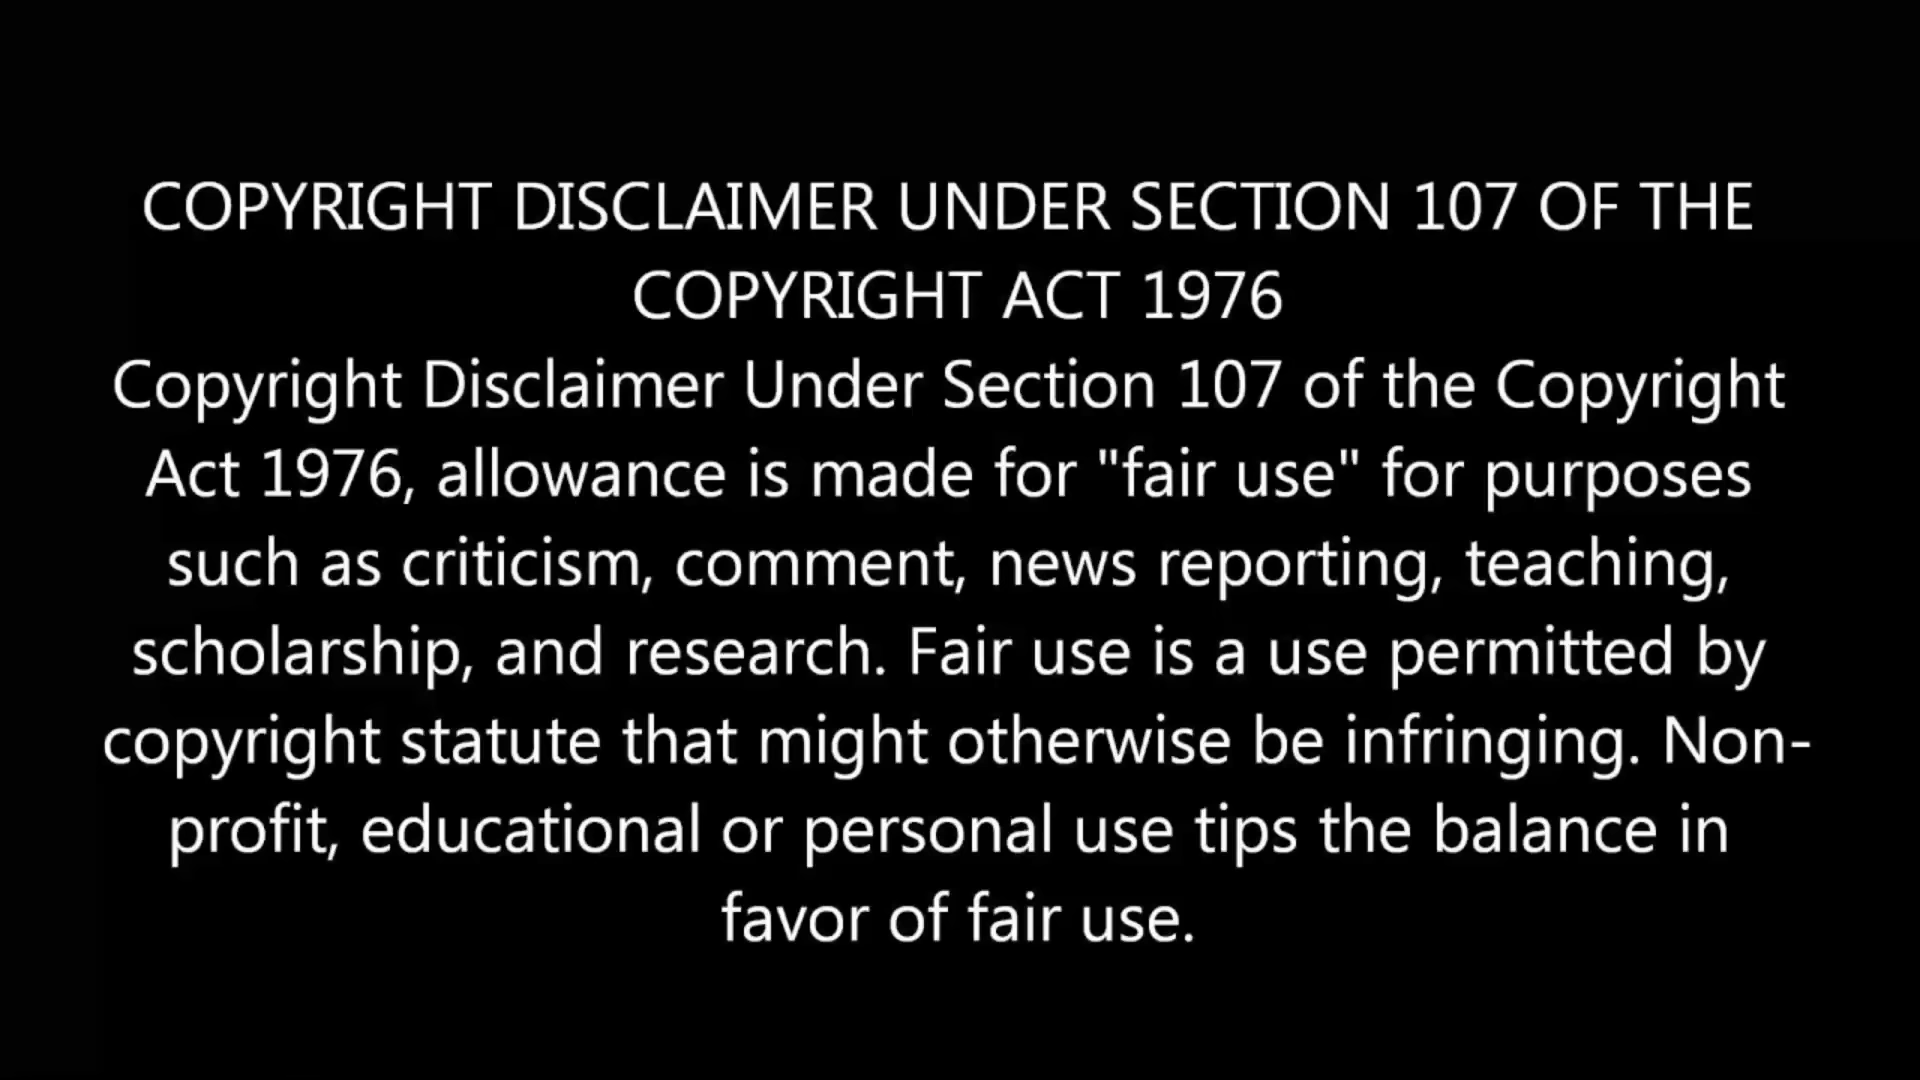 COPYRIGHT DISCLAIMER UNDER SECTION 107 OF THE
COPYRIGHT ACT 1976
Copyright Disclaimer Under Section 107 of the Copyright
Act 1976, allowance is made for "fair use" for purposes
such as criticism, comment, news reporting, teaching,
scholarship, and research. Fair use is a use permitted by
copyright statute that might otherwise be infringing. Non-
profit, educational or personal use tips the balance in
favor of fair use.